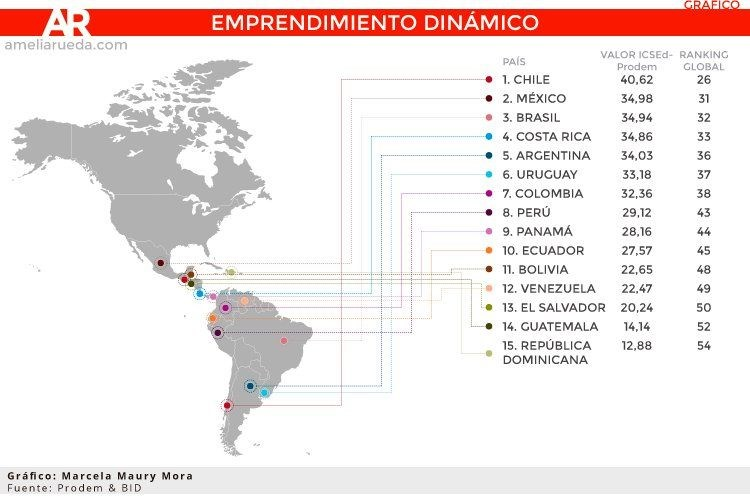 GRÁFICO
AR
EMPRENDIMIENTO DINÁMICO
ameliarueda.com
PAÍS VALOR ICSEd- RANKING
Prodem GLOBAL
1. CHILE 40,62 26
2. MÉXICO 34,98 31
3. BRASIL 34,94 32
4. COSTA RICA 34,86 33
5. ARGENTINA 34,03 36
6. URUGUAY 33,18 37
7. COLOMBIA 32,36 38
8. PERÚ 29,12 43
9. PANAMÁ 28,16 44
10. ECUADOR 27,57 45
11. BOLIVIA 22,65 48
12. VENEZUELA 22,47 49
13. EL SALVADOR 20,24 50
14. GUATEMALA 14,14 52
15. REPÚBLICA 12,88 54
DOMINICANA
Gráfico: Marcela Maury Mora
Fuente: Prodem & BID